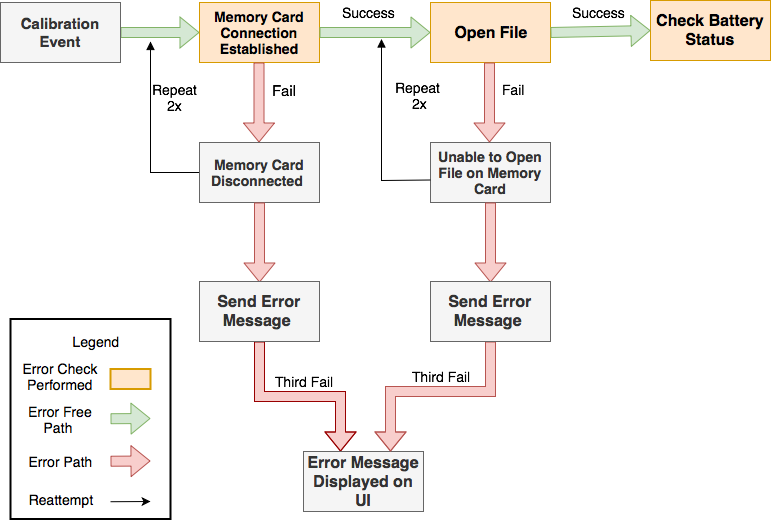 Calibration
Event
Memory Card
Connection
Established
Success
Open File
Success
Check Battery
Status
Repeat
2x
Fail
Repeat
2x
Fail
Memory Card
Disconnected
Unable to Open
File on Memory
Card
Send Error
Message
Send Error
Message
Third Fail
Third Fail
Error Message
Displayed on
UI
Legend
Error Check
Performed
Error Free
Path
Error Path
Reattempt